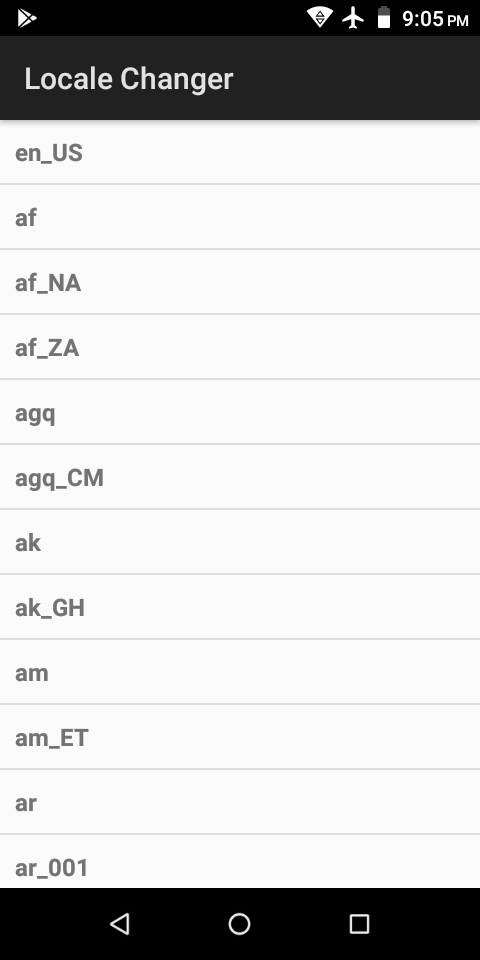 9:05 PM
Locale Changer
en_US
af
af_NA
af_ZA
agq
agq_CM
ak
ak_GH
am
am_ET
ar
ar_001